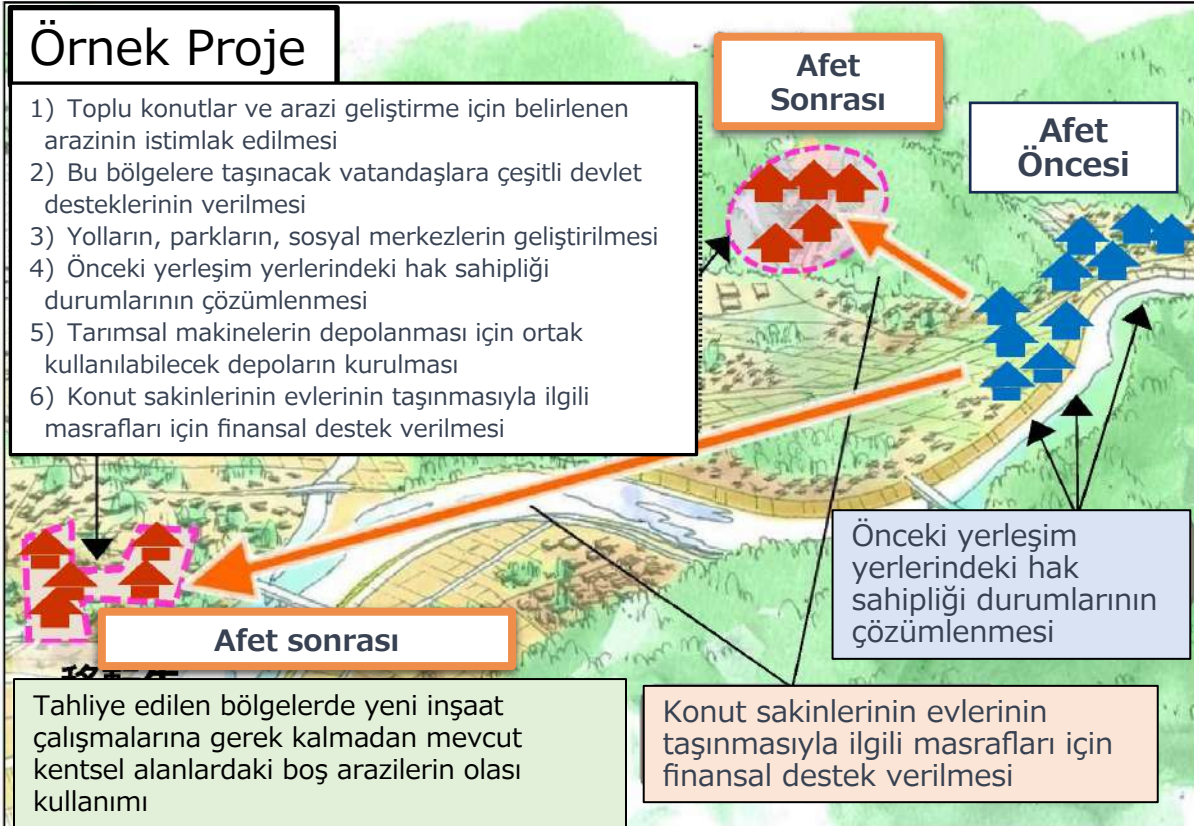 Örnek Proje
1) Toplu konutlar ve arazi geliştirme için belirlenen
arazinin istimlak edilmesi
2) Bu bölgelere taşınacak vatandaşlara çeşitli devlet
desteklerinin verilmesi
3) Yolların, parkların, sosyal merkezlerin geliştirilmesi
4) Önceki yerleşim yerlerindeki hak sahipliği
durumlarının çözümlenmesi
5) Tarımsal makinelerin depolanması için ortak
kullanılabilecek depoların kurulması
6) Konut sakinlerinin evlerinin taşınmasıyla ilgili
masrafları için finansal destek verilmesi
Afet
Sonrası
Afet
Öncesi
Önceki yerleşim
yerlerindeki hak
sahipliği durumlarının
çözümlenmesi
Afet sonrası
Tahliye edilen bölgelerde yeni inşaat
çalışmalarına gerek kalmadan mevcut
kentsel alanlardaki boş arazilerin olası
kullanımı
Konut sakinlerinin evlerinin
taşınmasıyla ilgili masrafları için
finansal destek verilmesi